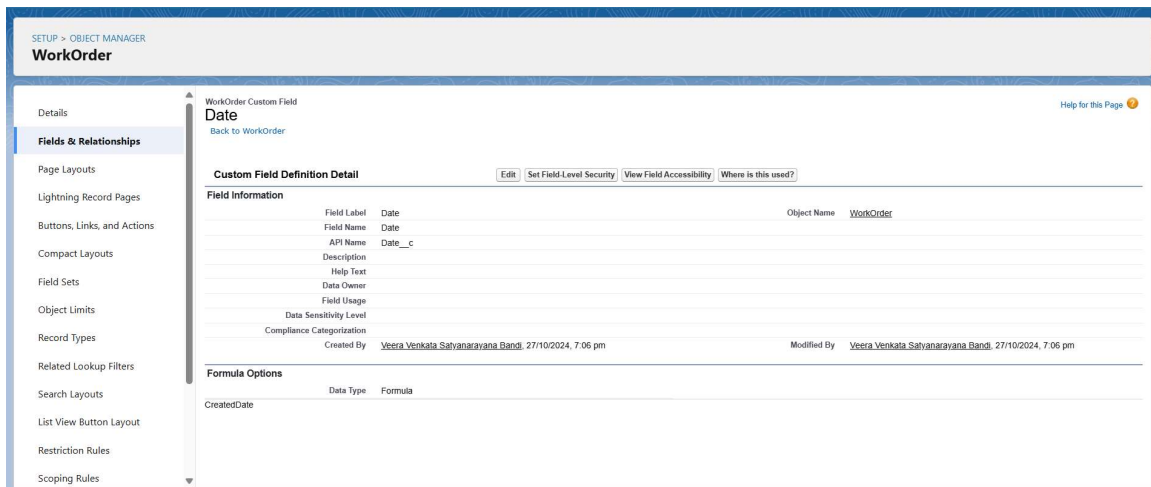 SETUP > OBJECT MANAGER
WorkOrder
Details
Fields & Relationships
Page Layouts
Lightning Record Pages
Buttons, Links, and Actions
Compact Layouts
Field Sets
Object Limits
Record Types
Related Lookup Filters
Search Layouts
List View Button Layout
Restriction Rules
Scoping Rules
WorkOrder Custom Field
Date
Back to WorkOrder
Help for this Page
Custom Field Definition Detail Edit Set Field-Level Security View Field Accessibility Where is this used?
Field Information
Field Label Date Object Name WorkOrder
Field Name Date
API Name Date__c
Description
Help Text
Data Owner
Field Usage
Data Sensitivity Level
Compliance Categorization
Created By Veera Venkata Satyanarayana Bandi, 27/10/2024, 7:06 pm Modified By Veera Venkata Satyanarayana Bandi, 27/10/2024, 7:06 pm
Formula Options
Data Type Formula
CreatedDate